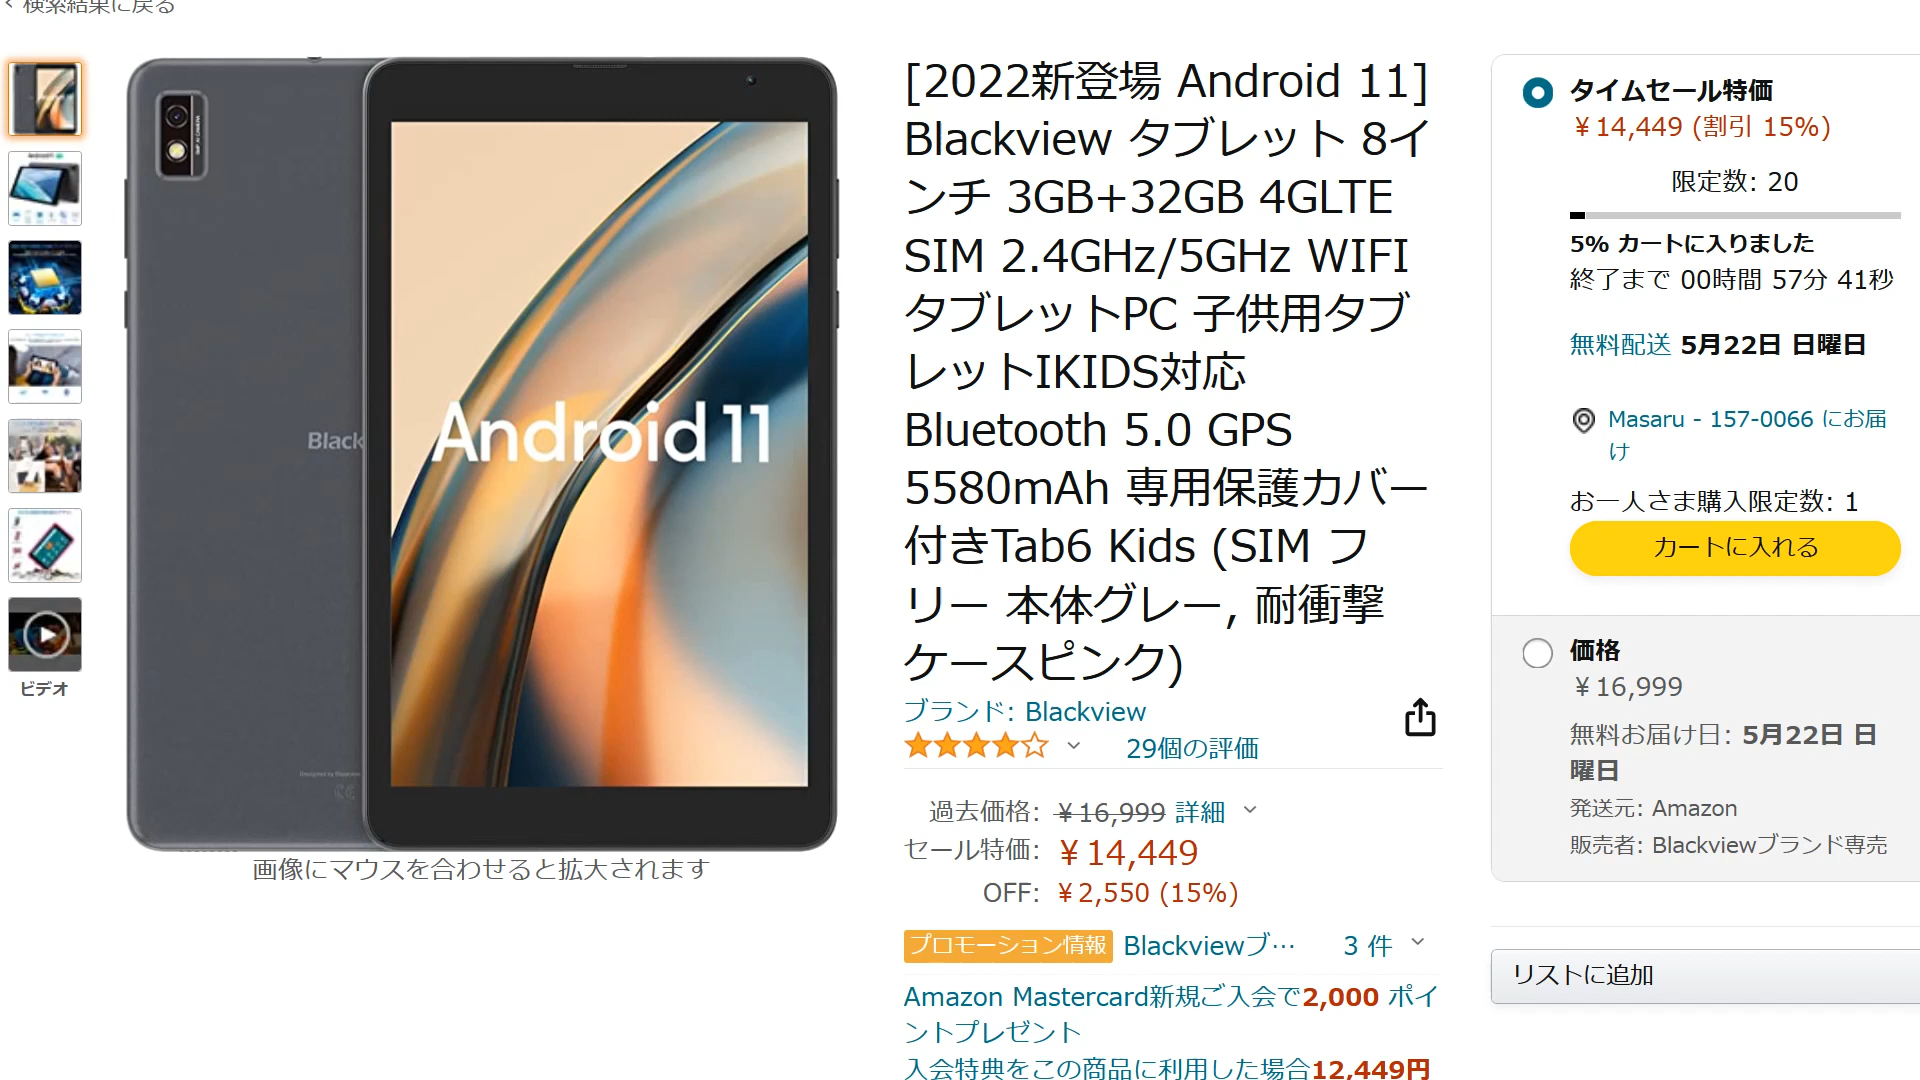 検索結果に戻る
Android 11
Black
画像にマウスを合わせると拡大されます
ビデオ
[2022新登場 Android 11]
Blackview タブレット 8イ
ンチ 3GB+32GB 4GLTE
SIM 2.4GHz/5GHz WIFI
タブレットPC 子供用タブ
レットIKIDS対応
Bluetooth 5.0 GPS
5580mAh 専用保護カバー
付きTab6 Kids (SIM フ
リー 本体グレー, 耐衝撃
ケースピンク)
ブランド: Blackview
29個の評価
過去価格: ￥16,999 詳細
セール特価: ￥14,449
OFF: ￥2,550 (15%)
プロモーション情報 Blackviewブ… 3 件
Amazon Mastercard新規ご入会で2,000 ポイ
ントプレゼント
入会特典をこの商品に利用した場合12,449円
タイムセール特価
￥14,449 (割引 15%)
限定数: 20
5% カートに入りました
終了まで 00時間 57分 41秒
無料配送 5月22日 日曜日
Masaru - 157-0066 にお届
け
お一人さま購入限定数: 1
カートに入れる
価格
￥16,999
無料お届け日: 5月22日 日
曜日
発送元: Amazon
販売者: Blackviewブランド専売
リストに追加